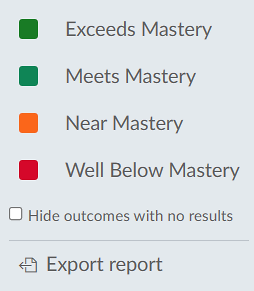 Exceeds Mastery
Meets Mastery
Near Mastery
Well Below Mastery
Hide outcomes with no results
Export report